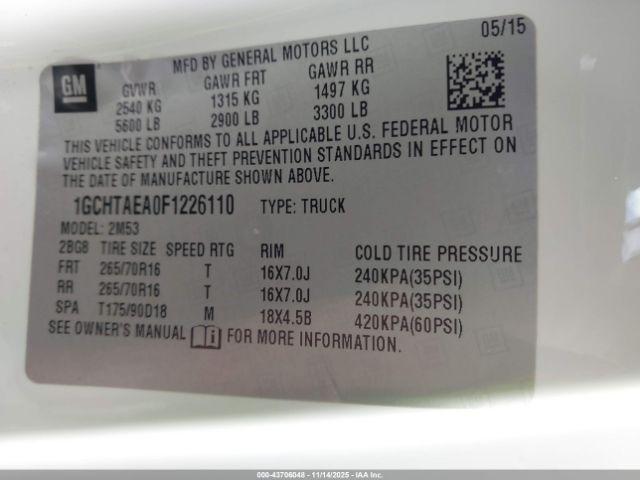 05/15
GM
MFD BY GENERAL MOTORS LLC
GVWR GAWR FRT GAWR RR
2540 KG 1315 KG 1497 KG
5600 LB 2900 LB 3300 LB
THIS VEHICLE CONFORMS TO ALL APPLICABLE U.S. FEDERAL MOTOR
VEHICLE SAFETY AND THEFT PREVENTION STANDARDS IN EFFECT ON
THE DATE OF MANUFACTURE SHOWN ABOVE.
1GCHTAEA0F1226110 TYPE: TRUCK
MODEL: 2M53
2BG8 TIRE SIZE SPEED RTG RIM COLD TIRE PRESSURE
FRT 265/70R16 T 16X7.0J 240KPA(35PSI)
RR 265/70R16 T 16X7.0J 240KPA(35PSI)
SPA T175/90D18 M 18X4.5B 420KPA(60PSI)
SEE OWNER'S MANUAL FOR MORE INFORMATION.
000-43706048 - 11/14/2025 - IAA Inc.